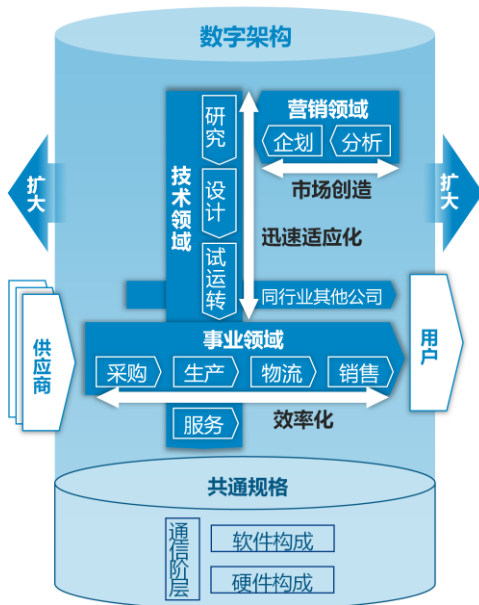 数字架构
营销领域
企划
分析
市场创造
技术领域
研究
设计
试运转
迅速适应化
扩大
扩大
同行业其他公司
供应商
事业领域
采购
生产
物流
销售
用户
效率化
服务
共通规格
通信阶层
软件构成
硬件构成